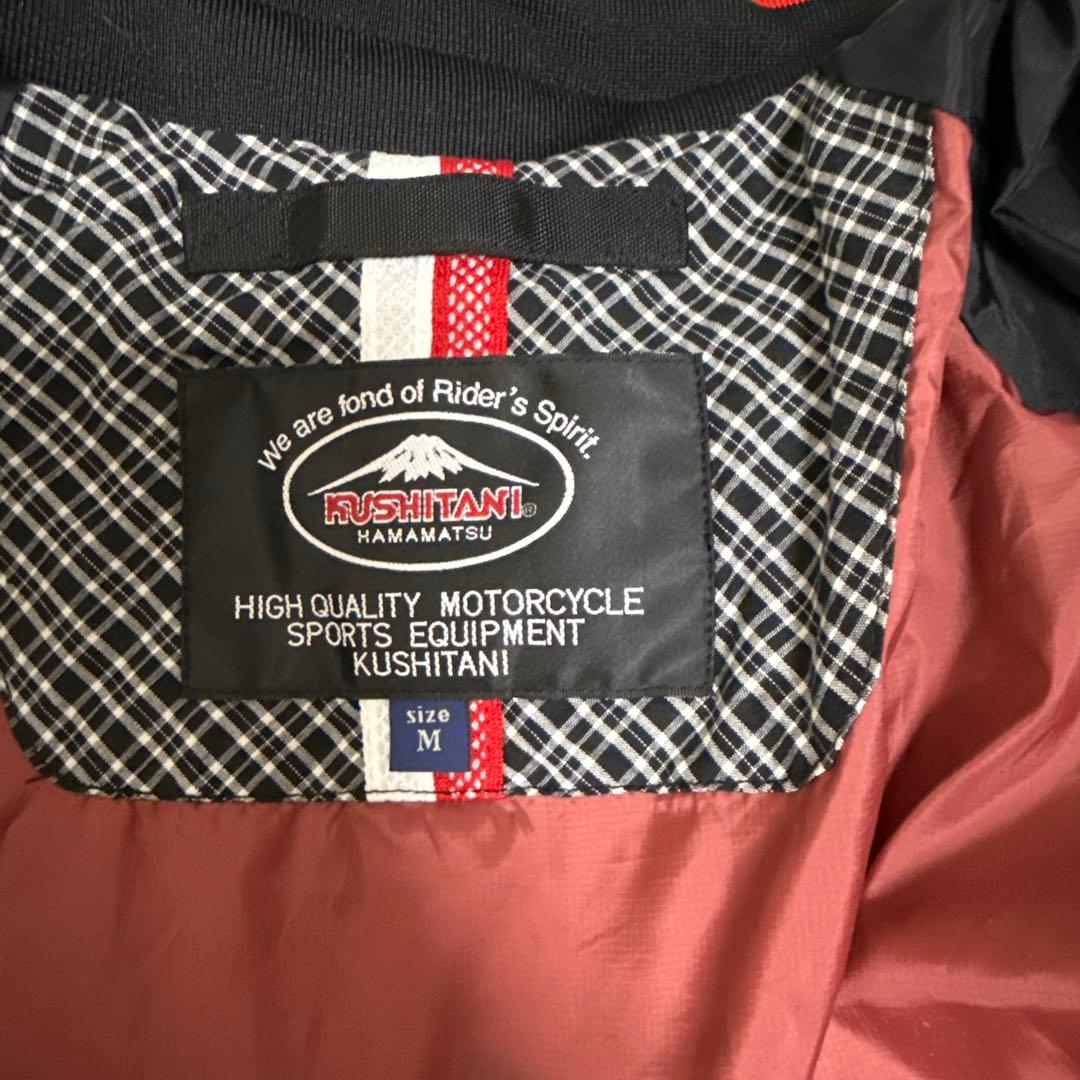 We are fond of Rider's Spirit.
KUSHITANI®
HAMAMATSU
HIGH QUALITY MOTORCYCLE
SPORTS EQUIPMENT
KUSHITANI
size
M